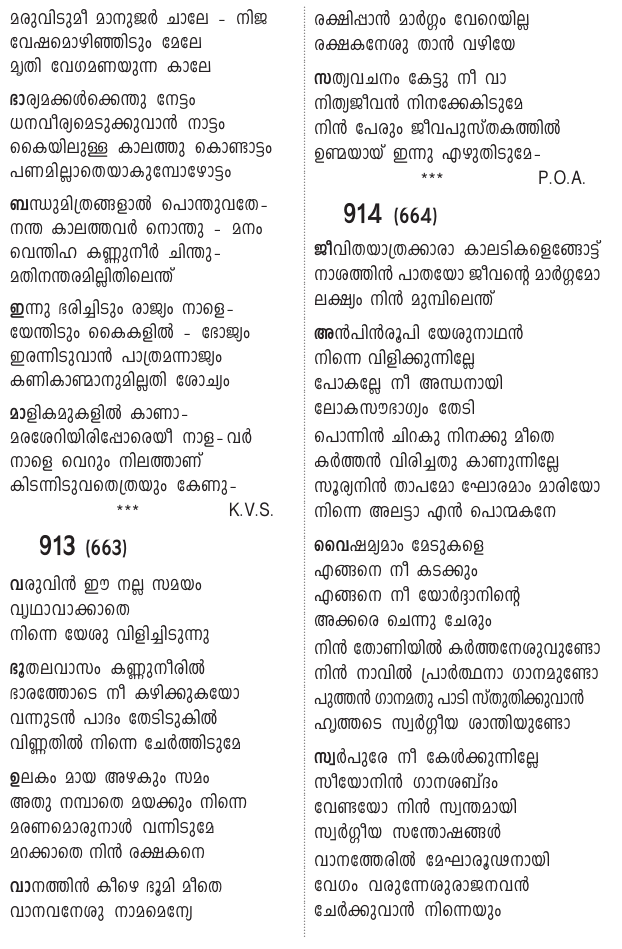 മരുവിടുമീ മാനുജർ ചാലേ - നിജ
വേഷമൊഴിഞ്ഞിടും മേലേ
മൃതി വേഗമണയുന്ന കാലേ
ഭാര്യമക്കൾക്കെന്തു നേട്ടം
ധനവീര്യമെടുക്കുവാൻ നാട്ടം
കൈയിലുള്ള കാലത്തു കൊണ്ടാട്ടം
പണമില്ലാതെയാകുമ്പോഴോട്ടം
ബന്ധുമിത്രങ്ങളാൽ പൊന്തുവതേ-
നന്ത കാലത്തവർ നൊന്തു - മനം
വെന്തിഹ കണ്ണുനീർ ചിന്തു-
മതിനന്തരമില്ലിതിലെന്ത്
ഇന്നു ഭരിച്ചിടും രാജ്യം നാളെ-
യേന്തിടും കൈകളിൽ - ഭോജ്യം
ഇരന്നിടുവാൻ പാത്രമന്നാജ്യം
കണികാണ്മാനുമില്ലതി ശോച്യം
മാളികമുകളിൽ കാണാ-
മരശേറിയിരിപ്പോരെയീ നാള-വർ
നാളെ വെറും നിലത്താണ്
കിടന്നിടുവതെത്രയും കേണു-
*** K.V.S.
913 (663)
വരുവിൻ ഈ നല്ല സമയം
വൃഥാവാക്കാതെ
നിന്നെ യേശു വിളിച്ചിടുന്നു
ഭൂതലവാസം കണ്ണുനീരിൽ
ഭാരത്തോടെ നീ കഴിക്കുകയോ
വന്നുടൻ പാദം തേടിടുകിൽ
വിണ്ണതിൽ നിന്നെ ചേർത്തിടുമേ
ഉലകം മായ അഴകും സമം
അതു നമ്പാതെ മയക്കും നിന്നെ
മരണമൊരുനാൾ വന്നിടുമേ
മറക്കാതെ നിൻ രക്ഷകനെ
വാനത്തിൻ കീഴെ ഭൂമി മീതെ
വാനവനേശു നാമമെന്യേ
രക്ഷിപ്പാൻ മാർഗ്ഗം വേറെയില്ല
രക്ഷകനേശു താൻ വഴിയേ
സത്യവചനം കേട്ടു നീ വാ
നിത്യജീവൻ നിനക്കേകിടുമേ
നിൻ പേരും ജീവപുസ്തകത്തിൽ
ഉണ്മയായ് ഇന്നു എഴുതിടുമേ-
*** P.O.A.
914 (664)
ജീവിതയാത്രക്കാരാ കാലടികളെങ്ങോട്ട്
നാശത്തിൻ പാതയോ ജീവന്റെ മാർഗ്ഗമോ
ലക്ഷ്യം നിൻ മുമ്പിലെന്ത്
അൻപിൻരൂപി യേശുനാഥൻ
നിന്നെ വിളിക്കുന്നില്ലേ
പോകല്ലേ നീ അന്ധനായി
ലോകസൗഭാഗ്യം തേടി
പൊന്നിൻ ചിറകു നിനക്കു മീതെ
കർത്തൻ വിരിച്ചതു കാണുന്നില്ലേ
സൂര്യനിൻ താപമോ ഘോരമാം മാരിയോ
നിന്നെ അലട്ടാ എൻ പൊന്മകനേ
വൈഷമ്യമാം മേടുകളെ
എങ്ങനെ നീ കടക്കും
എങ്ങനെ നീ യോർദ്ദാനിന്റെ
അക്കരെ ചെന്നു ചേരും
നിൻ തോണിയിൽ കർത്തനേശുവുണ്ടോ
നിൻ നാവിൽ പ്രാർത്ഥനാ ഗാനമുണ്ടോ
പുത്തൻ ഗാനമതു പാടി സ്തുതിക്കുവാൻ
ഹൃത്തടെ സ്വർഗ്ഗീയ ശാന്തിയുണ്ടോ
സ്വർപുരേ നീ കേൾക്കുന്നില്ലേ
സീയോനിൻ ഗാനശബ്ദം
വേണ്ടയോ നിൻ സ്വന്തമായി
സ്വർഗ്ഗീയ സന്തോഷങ്ങൾ
വാനത്തേരിൽ മേഘാരൂഢനായി
വേഗം വരുന്നേശുരാജനവൻ
ചേർക്കുവാൻ നിന്നെയും